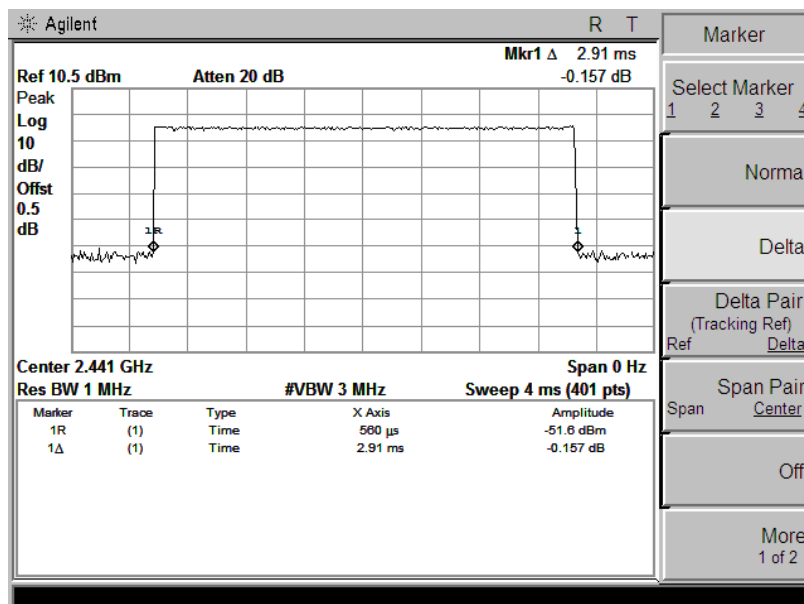 Agilent R T
Mkr1 Δ 2.91 ms
Ref 10.5 dBm Atten 20 dB -0.157 dB
Peak
Log
10
dB/
Offset
0.5
dB
1R
1
Center 2.441 GHz Span 0 Hz
Res BW 1 MHz #VBW 3 MHz Sweep 4 ms (401 pts)
Marker Trace Type X Axis Amplitude
1R (1) Time 560 µs -51.6 dBm
1Δ (1) Time 2.91 ms -0.157 dB
Marker
Select Marker
1 2 3 4
Norma
Delta
Delta Pair
(Tracking Ref)
Ref Delta
Span Pair
Span Center
Off
More
1 of 2